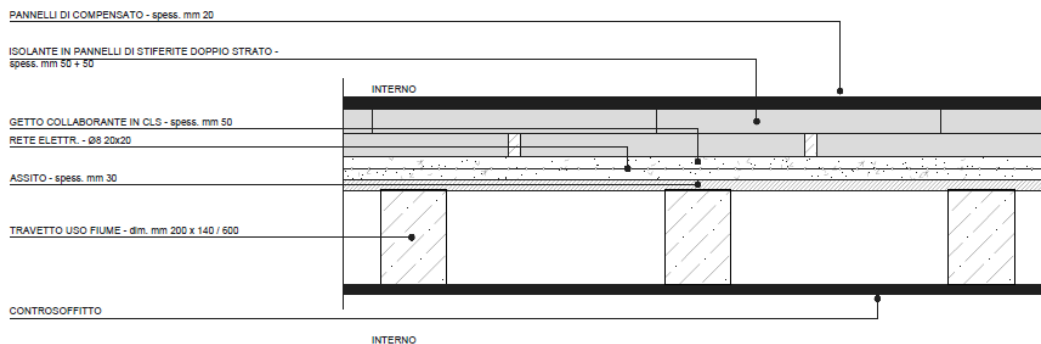 PANNELLI DI COMPENSATO - spess. mm 20
ISOLANTE IN PANNELLI DI STIFERITE DOPPIO STRATO -
spess. mm 50 + 50
INTERNO
GETTO COLLABORANTE IN CLS - spess. mm 50
RETE ELETTR. - Ø8 20x20
ASSITO - spess. mm 30
TRAVETTO USO FIUME - dim. mm 200 x 140 / 600
CONTROSOFFITTO
INTERNO